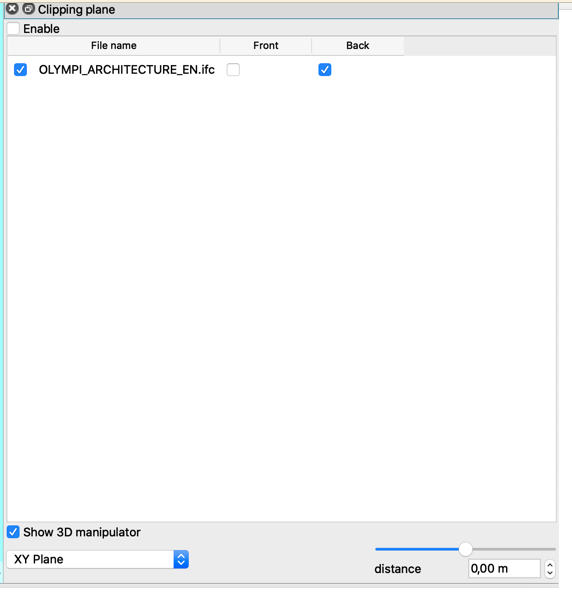 Clipping plane
Enable
File name Front Back
OLYMPI_ARCHITECTURE_EN.ifc
Show 3D manipulator
XY Plane
distance 0,00 m